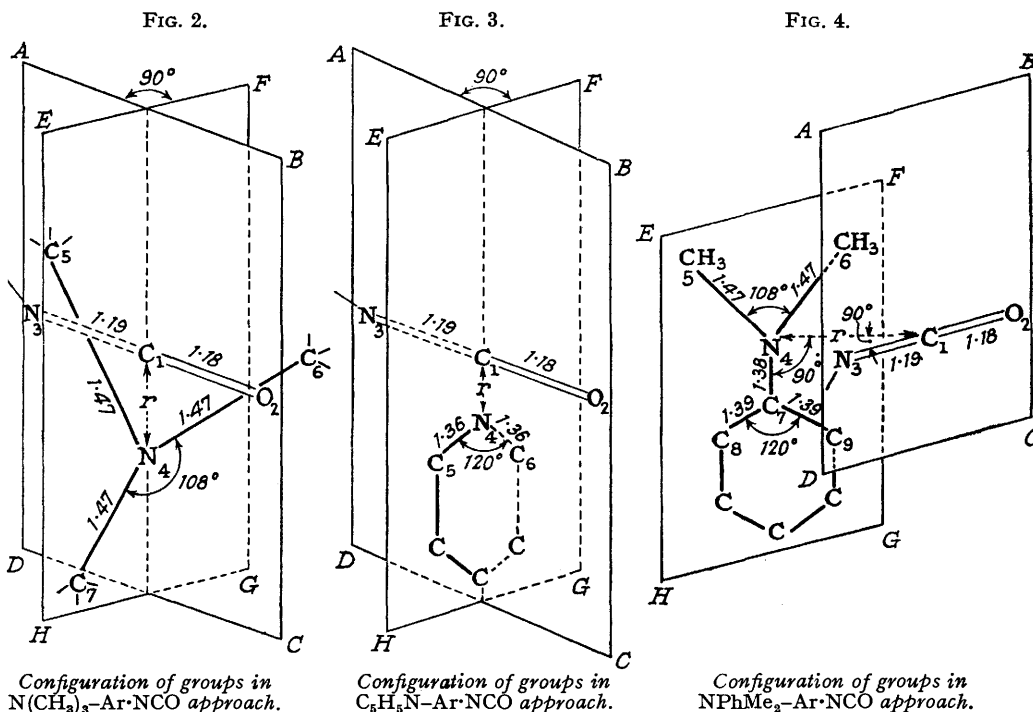 FIG. 2.
A
90°
F
E
B
C5
N3
1·19
C1
1·18
O2
C6
1·47
r
1·47
N4
108°
1·47
D
C7
G
H
C
Configuration of groups in
N(CH3)3–Ar·NCO approach.
FIG. 3.
A
90°
F
E
B
N3
1·19
C1
1·18
O2
r
1·36
N4
1·36
C5
120°
C6
C
C
C
D
G
H
C
Configuration of groups in
C5H5N–Ar·NCO approach.
FIG. 4.
B
A
F
E
CH3
5
CH3
6
1·47
108°
1·47
90°
r
N4
N3
1·19
C1
1·18
O2
1·38
90°
1·39
C7
1·39
C8
120°
C9
C
C
C
D
C
G
H
Configuration of groups in
NPhMe2–Ar·NCO approach.